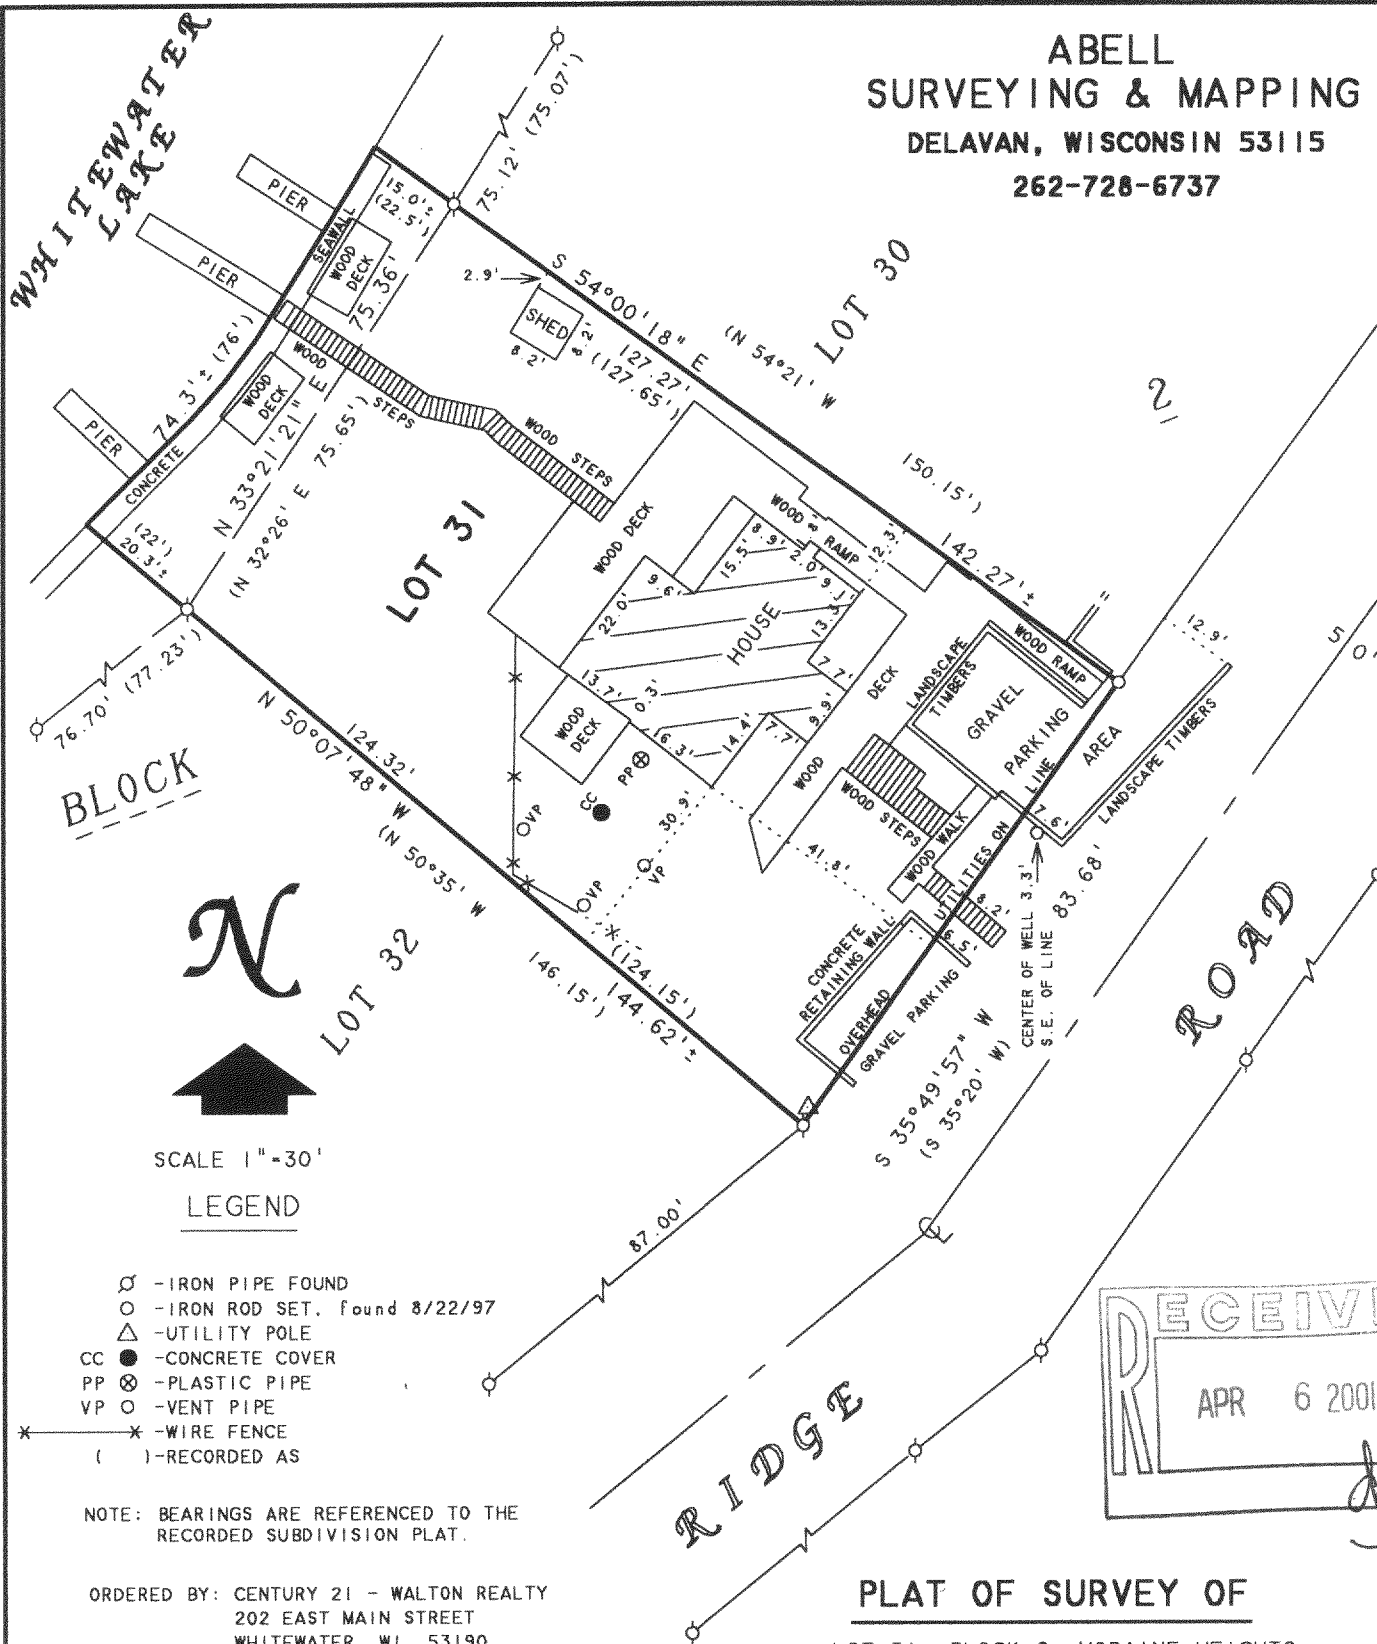 ABELL
SURVEYING & MAPPING
DELAVAN, WISCONSIN 53115
262-728-6737
WHITEWATER
LAKE
PIER
PIER
PIER
SEAWALL
CONCRETE
WOOD
DECK
WOOD
DECK
15.0'±
(22.5')
75.12' (75.07')
75.36'
74.3'± (76')
N 33°21'21" E
(N 32°26' E 75.65')
(22')
20.3'±
76.70' (77.23')
WOOD
STEPS
WOOD
STEPS
2.9'
SHED
8.2'
8.2'
S 54°00'18" E
127.27'
(127.65')
(N 54°21' W
150.15')
142.27'±
LOT 30
2
LOT 31
WOOD DECK
WOOD
RAMP
12.3'
HOUSE
9.6'
15.5'
8.9'
2.0'
9.1'
13.3'
7.7'
9.9'
7.7'
14.4'
16.3'
0.3'
13.7'
22.0'
WOOD
DECK
WOOD
DECK
LANDSCAPE
TIMBERS
WOOD RAMP
GRAVEL
PARKING
AREA
12.9'
LANDSCAPE TIMBERS
7.6'
WOOD STEPS
WOOD WALK
OVERHEAD
UTILITIES ON
LINE
8.2'
6.5'
41.8'
30.9'
PP
CC
VP
VP
VP
CONCRETE
RETAINING WALL
GRAVEL PARKING
CENTER OF WELL 3.3'
S.E. OF LINE
83.68'
S 35°49'57" W
(S 35°20' W)
124.32'
N 50°07'48" W
(N 50°35' W
146.15')
(124.15')
144.62'±
BLOCK
LOT 32
N
87.00'
RIDGE
ROAD
SCALE 1"=30'
LEGEND
-IRON PIPE FOUND
-IRON ROD SET, found 8/22/97
-UTILITY POLE
CC -CONCRETE COVER
PP -PLASTIC PIPE
VP -VENT PIPE
-WIRE FENCE
( )-RECORDED AS
NOTE: BEARINGS ARE REFERENCED TO THE
RECORDED SUBDIVISION PLAT.
ORDERED BY: CENTURY 21 - WALTON REALTY
202 EAST MAIN STREET
WHITEWATER, WI 53190
RECEIV
APR 6 2001
PLAT OF SURVEY OF
LOT 31, BLOCK 2, MORAINE HEIGHTS